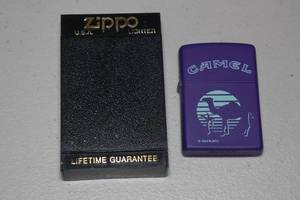 zippo
U.S.A. LIGHTER
LIFETIME GUARANTEE
CAMEL